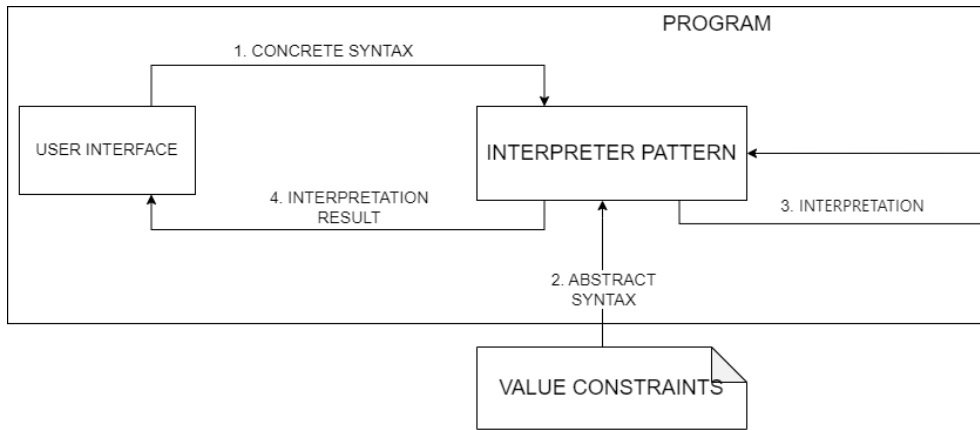 PROGRAM
1. CONCRETE SYNTAX
USER INTERFACE
INTERPRETER PATTERN
4. INTERPRETATION
RESULT
3. INTERPRETATION
2. ABSTRACT
SYNTAX
VALUE CONSTRAINTS